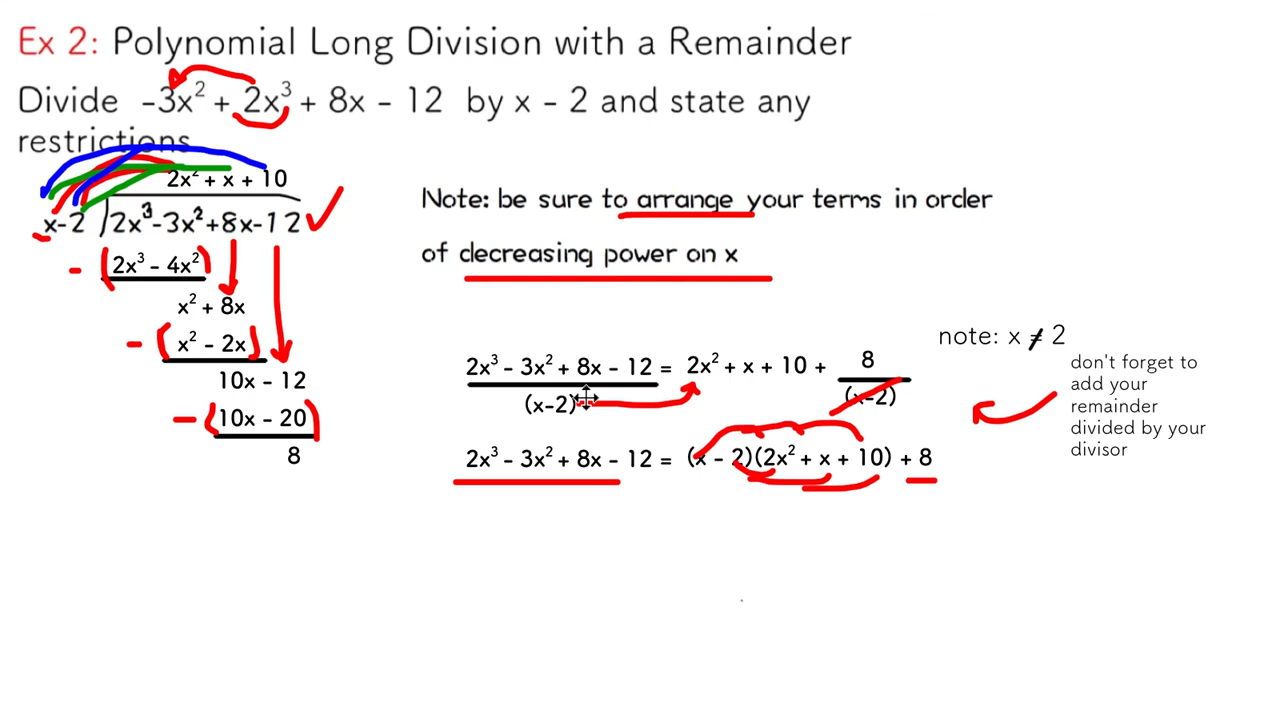 Ex 2: Polynomial Long Division with a Remainder
Divide -3x² + 2x³ + 8x - 12 by x - 2 and state any
restrictions
2x² + x + 10
x-2 )2x³-3x²+8x-12
- (2x³ - 4x²)
x² + 8x
- (x² - 2x)
10x - 12
- (10x - 20)
8
Note: be sure to arrange your terms in order
of decreasing power on x
note: x ≠ 2
2x³ - 3x² + 8x - 12 = 2x² + x + 10 + 8
(x-2) (x-2)
2x³ - 3x² + 8x - 12 = (x - 2)(2x² + x + 10) + 8
don't forget to
add your
remainder
divided by your
divisor